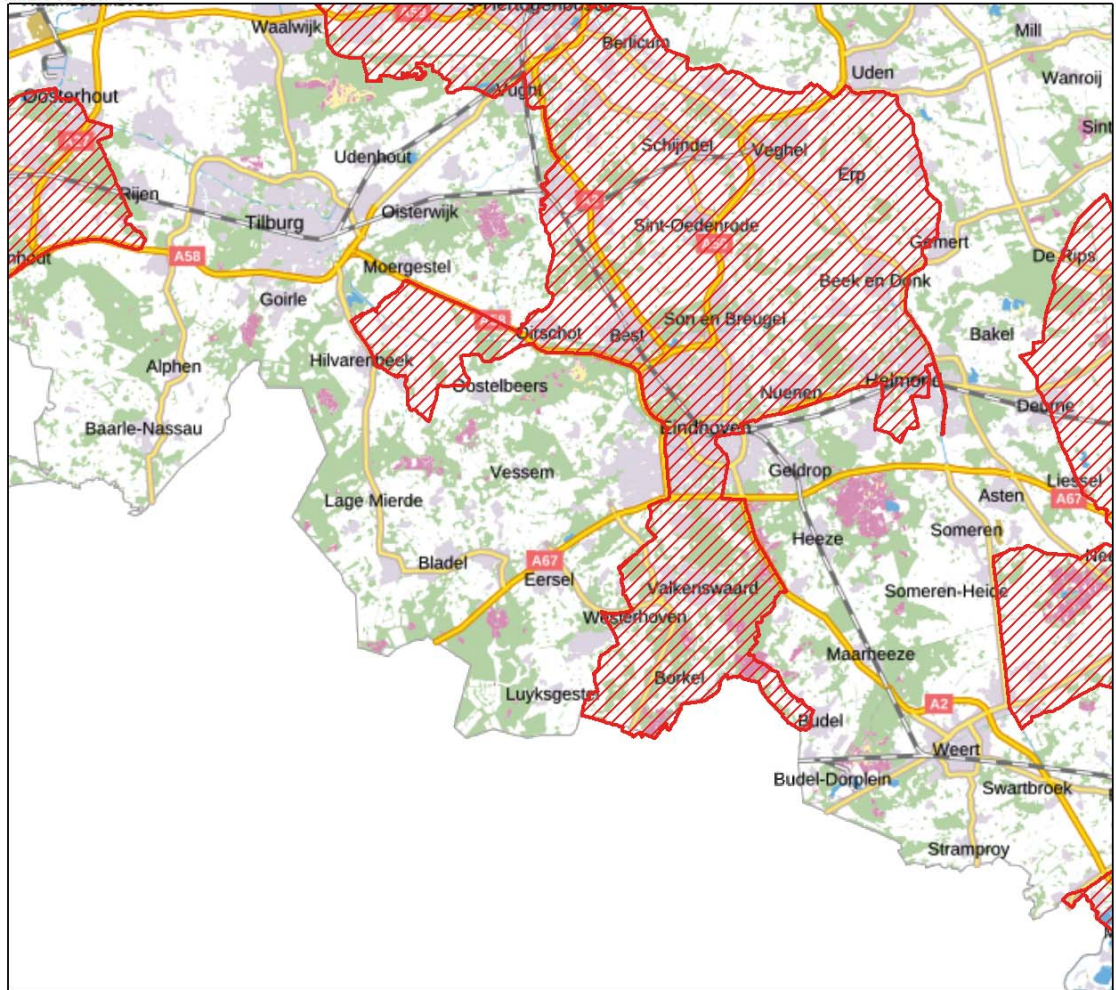 Waalwijk
Berlicum
Mill
Uden
Wanroij
Oosterhout
Vught
Sint
Schijndel
Veghel
Udenhout
Erp
Rijen
A2
Oisterwijk
Tilburg
Sint-Oedenrode
Gemert
De Rips
A58
Moergestel
Beek en Donk
Goirle
Son en Breugel
Oirschot
Best
Bakel
Hilvarenbeek
Alphen
Oostelbeers
Nuenen
Helmond
Deurne
Baarle-Nassau
Eindhoven
Vessem
Geldrop
Liessel
Lage Mierde
Asten
A67
Someren
Heeze
Bladel
A67
Eersel
Valkenswaard
Someren-Heide
Westerhoven
Maarheeze
Borkel
Luyksgestel
A2
Budel
Weert
Budel-Dorplein
Swartbroek
Stramproy